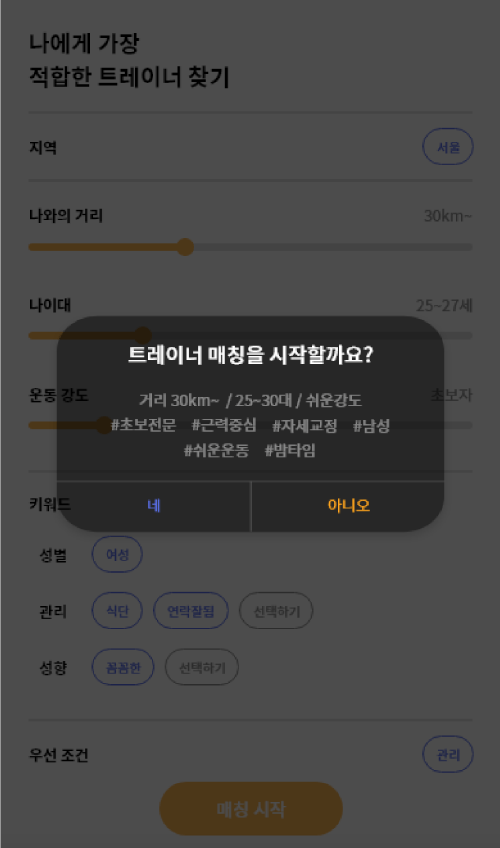 나에게 가장
적합한 트레이너 찾기
지역 서울
나와의 거리 30km~
나이대 25~27세
트레이너 매칭을 시작할까요?
운동 강도 초보자
거리 30km~ / 25~30대 / 쉬운강도
#초보전문 #근력중심 #자세교정 #남성
#쉬운운동 #밤타임
키워드
네 아니오
성별 여성
관리 식단 연락잘됨 선택하기
성향 꼼꼼한 선택하기
우선 조건 관리
매칭 시작